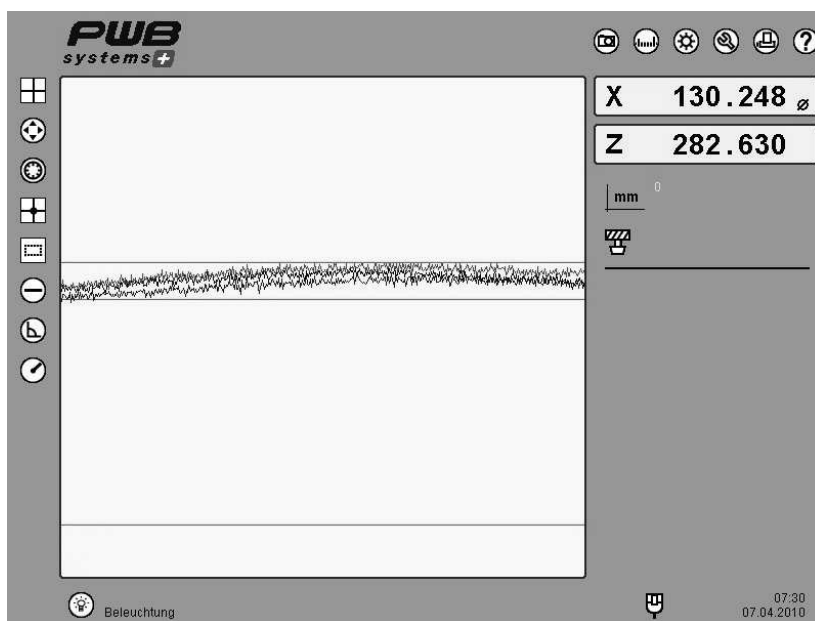 PWB
systems+
?
X 130.248 ø
Z 282.630
mm 0
Beleuchtung
07:30
07.04.2010